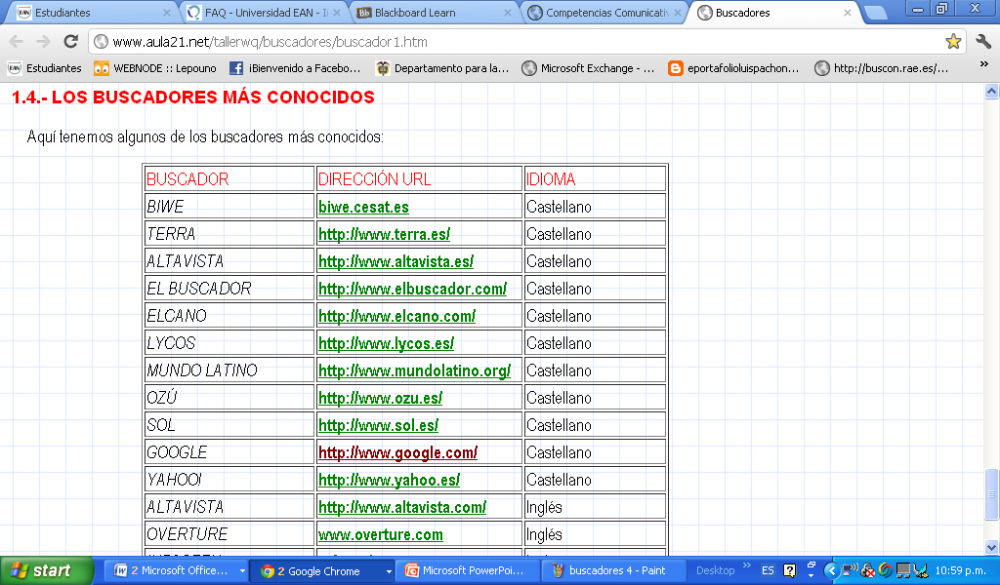 Estudiantes
FAQ - Universidad EAN - I
Blackboard Learn
Competencias Comunicativ
Buscadores
www.aula21.net/tallerwq/buscadores/buscador1.htm
Estudiantes
WEBNODE :: Lepouno
¡Bienvenido a Facebo...
Departamento para la...
Microsoft Exchange - ...
eportafolioluispachon...
http://buscon.rae.es/...
1.4.- LOS BUSCADORES MÁS CONOCIDOS
Aquí tenemos algunos de los buscadores más conocidos:
BUSCADOR DIRECCIÓN URL IDIOMA
BIWE biwe.cesat.es Castellano
TERRA http://www.terra.es/ Castellano
ALTAVISTA http://www.altavista.es/ Castellano
EL BUSCADOR http://www.elbuscador.com/ Castellano
ELCANO http://www.elcano.com/ Castellano
LYCOS http://www.lycos.es/ Castellano
MUNDO LATINO http://www.mundolatino.org/ Castellano
OZÚ http://www.ozu.es/ Castellano
SOL http://www.sol.es/ Castellano
GOOGLE http://www.google.com/ Castellano
YAHOO! http://www.yahoo.es/ Castellano
ALTAVISTA http://www.altavista.com/ Inglés
OVERTURE www.overture.com Inglés
start
2 Microsoft Office...
2 Google Chrome
Microsoft PowerPoi...
buscadores 4 - Paint
Desktop
ES
10:59 p.m.